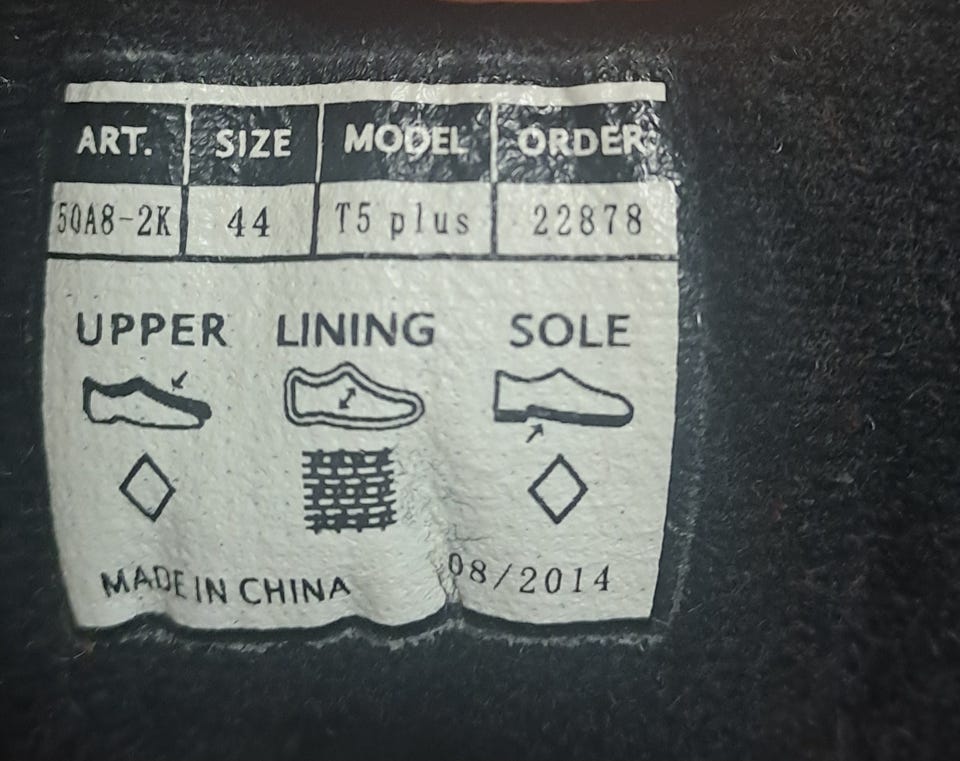 ART. SIZE MODEL ORDER:
50A8-2K 44 T5 plus 22878
UPPER LINING SOLE
MADE IN CHINA 08/2014